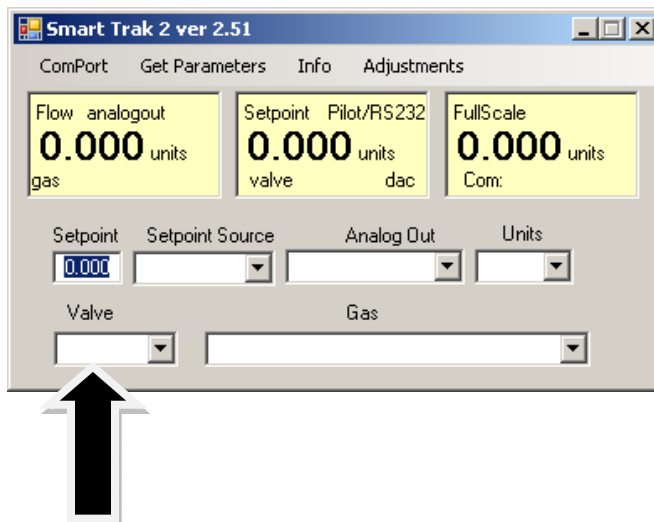 Smart Trak 2 ver 2.51
ComPort Get Parameters Info Adjustments
Flow analogout
0.000 units
gas
Setpoint Pilot/RS232
0.000 units
valve dac
FullScale
0.000 units
Com:
Setpoint Setpoint Source Analog Out Units
0.000
Valve Gas